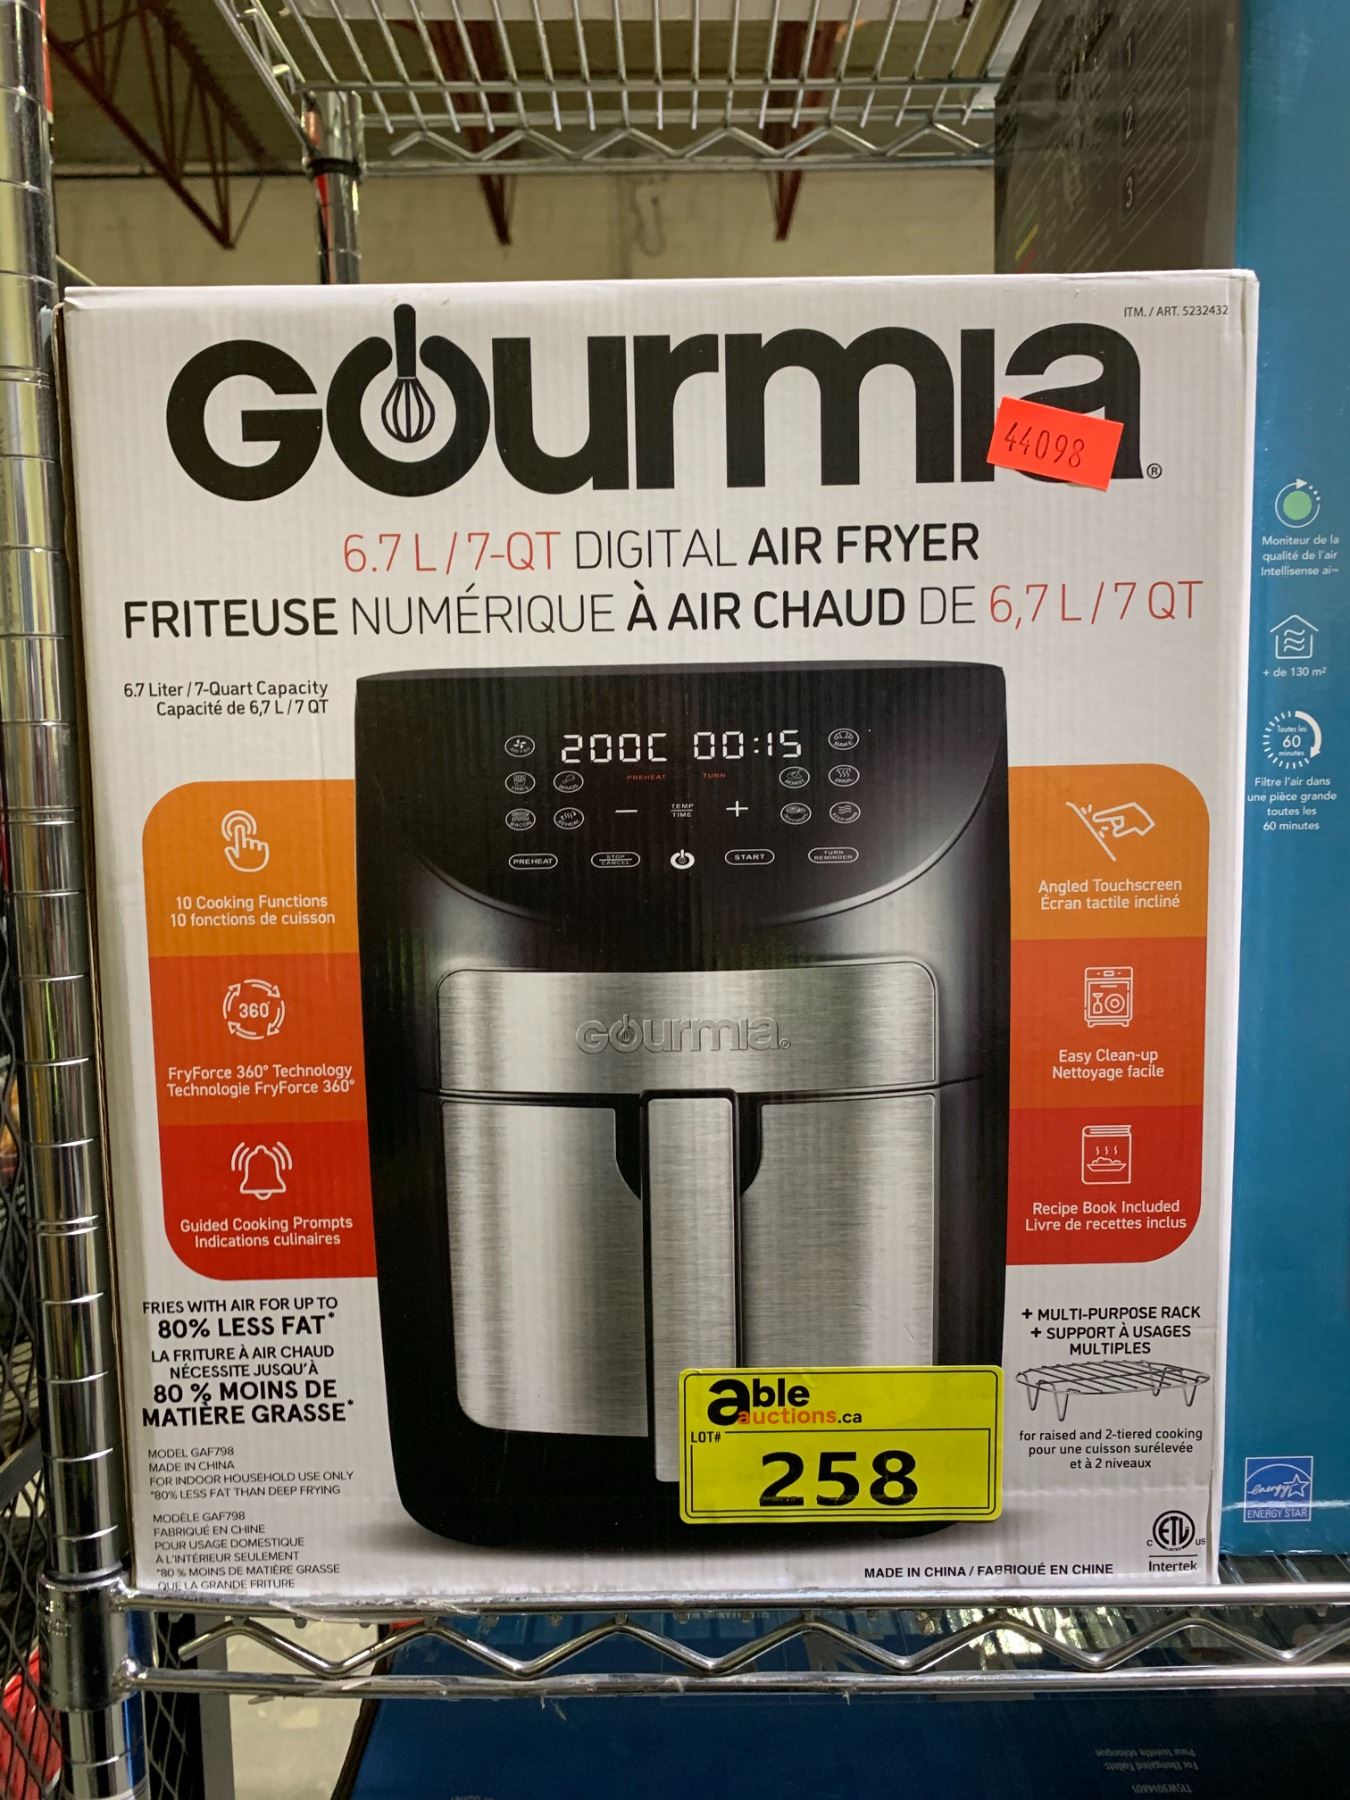 ITM. / ART. 5232432
GOurmia®
44098
6.7 L / 7-QT DIGITAL AIR FRYER
FRITEUSE NUMÉRIQUE À AIR CHAUD DE 6,7 L / 7 QT
6.7 Liter / 7-Quart Capacity
Capacité de 6,7 L / 7 QT
200C 00:15
PREHEAT TURN
BAKE
TEMP
TIME
PREHEAT
STOP
CANCEL
START
TURN
REMINDER
10 Cooking Functions
10 fonctions de cuisson
360
FryForce 360° Technology
Technologie FryForce 360°
Guided Cooking Prompts
Indications culinaires
GOurmia®
Angled Touchscreen
Écran tactile incliné
Easy Clean-up
Nettoyage facile
Recipe Book Included
Livre de recettes inclus
FRIES WITH AIR FOR UP TO
80% LESS FAT*
LA FRITURE À AIR CHAUD
NÉCESSITE JUSQU'À
80 % MOINS DE
MATIÈRE GRASSE*
MODEL GAF798
MADE IN CHINA
FOR INDOOR HOUSEHOLD USE ONLY
*80% LESS FAT THAN DEEP FRYING
MODÈLE GAF798
FABRIQUÉ EN CHINE
POUR USAGE DOMESTIQUE
À L'INTÉRIEUR SEULEMENT
*80 % MOINS DE MATIÈRE GRASSE
QUE LA GRANDE FRITURE
+ MULTI-PURPOSE RACK
+ SUPPORT À USAGES
MULTIPLES
for raised and 2-tiered cooking
pour une cuisson surélevée
et à 2 niveaux
able
auctions.ca
LOT#
258
MADE IN CHINA / FABRIQUÉ EN CHINE
C ETL US
Intertek
1
2
3
Moniteur de la
qualité de l'air
Intellisense ai
+ de 130 m²
Toutes les
60
minutes
Filtre l'air dans
une pièce grande
toutes les
60 minutes
energy
ENERGY STAR